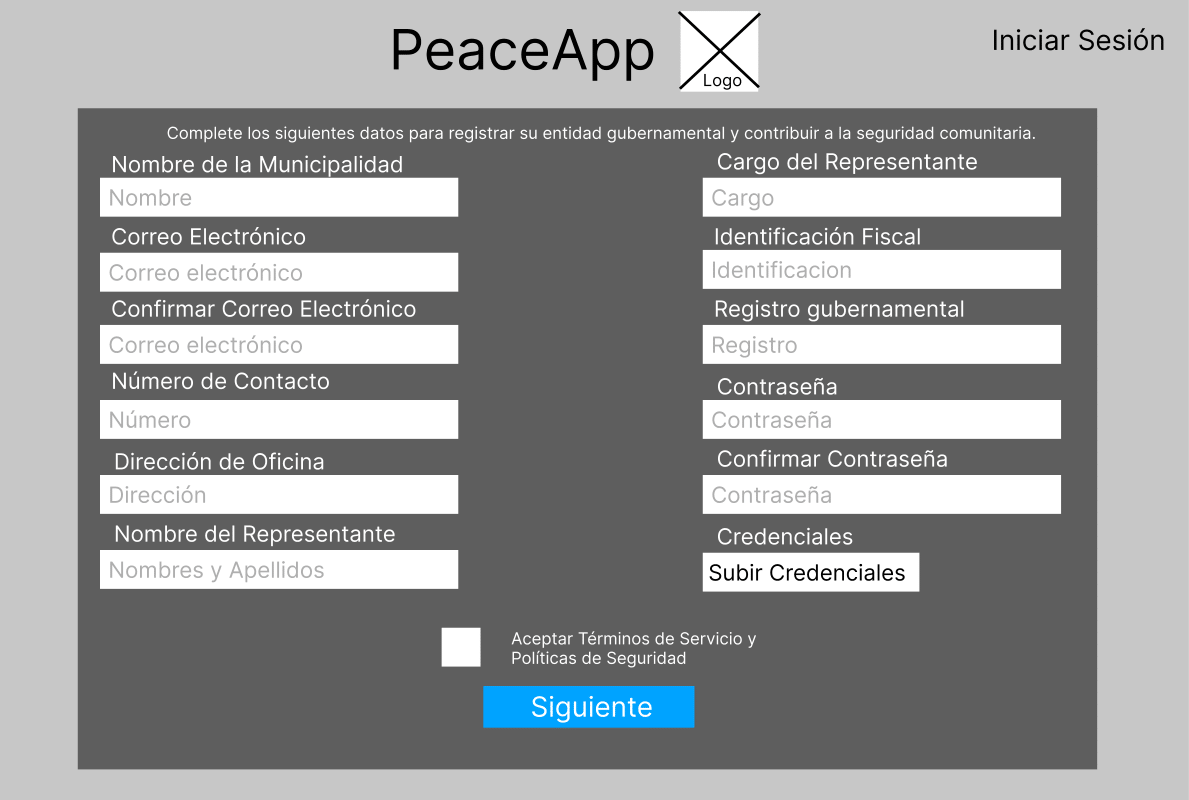 PeaceApp
Logo
Iniciar Sesión
Complete los siguientes datos para registrar su entidad gubernamental y contribuir a la seguridad comunitaria.
Nombre de la Municipalidad
Nombre
Correo Electrónico
Correo electrónico
Confirmar Correo Electrónico
Correo electrónico
Número de Contacto
Número
Dirección de Oficina
Dirección
Nombre del Representante
Nombres y Apellidos
Cargo del Representante
Cargo
Identificación Fiscal
Identificacion
Registro gubernamental
Registro
Contraseña
Contraseña
Confirmar Contraseña
Contraseña
Credenciales
Subir Credenciales
Aceptar Términos de Servicio y
Políticas de Seguridad
Siguiente